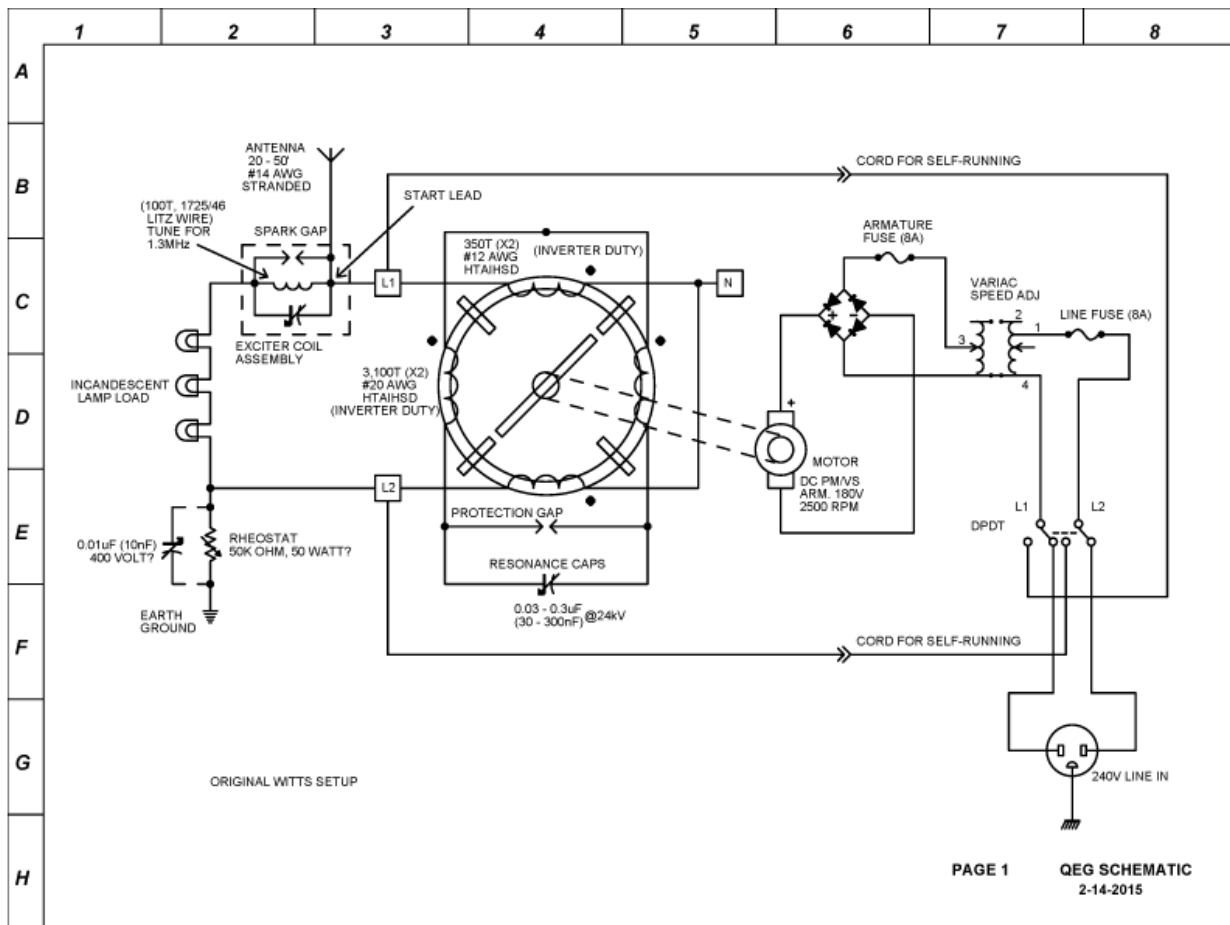 1 2 3 4 5 6 7 8
A
B
C
D
E
F
G
H
ANTENNA
20 - 50'
#14 AWG
STRANDED
(100T, 1725/46
LITZ WIRE)
TUNE FOR
1.3MHz
SPARK GAP
START LEAD
EXCITER COIL
ASSEMBLY
INCANDESCENT
LAMP LOAD
L1
350T (X2)
#12 AWG
HTAIHSD
(INVERTER DUTY)
N
3,100T (X2)
#20 AWG
HTAIHSD
(INVERTER DUTY)
L2
PROTECTION GAP
RESONANCE CAPS
0.03 - 0.3uF
(30 - 300nF)
@24kV
0.01uF (10nF)
400 VOLT?
RHEOSTAT
50K OHM, 50 WATT?
EARTH
GROUND
CORD FOR SELF-RUNNING
ARMATURE
FUSE (8A)
VARIAC
SPEED ADJ
LINE FUSE (8A)
2
1
3
4
- +
+
MOTOR
DC PM/VS
ARM. 180V
2500 RPM
L1 L2
DPDT
CORD FOR SELF-RUNNING
240V LINE IN
ORIGINAL WITTS SETUP
PAGE 1 QEG SCHEMATIC
2-14-2015